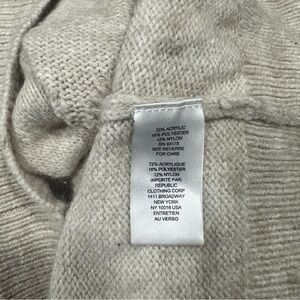 72% ACRYLIC
16% POLYESTER
12% NYLON
RN 93178
SEE REVERSE
FOR CARE
72% ACRYLIQUE
16% POLYESTER
12% NYLON
IMPORTÉ PAR
REPUBLIC
CLOTHING CORP
1411 BROADWAY
NEW YORK
NY 10018 USA
ENTRETIEN
AU VERSO